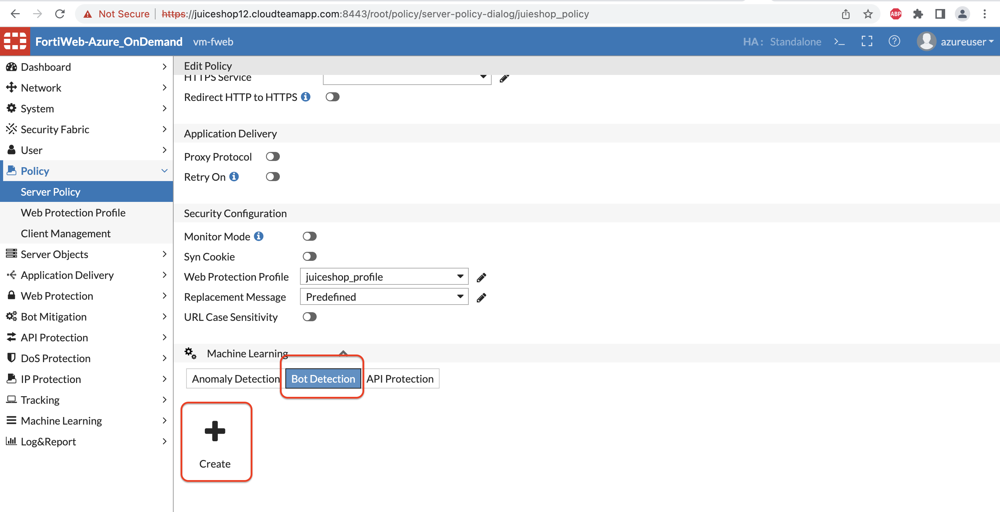 Not Secure https://juiceshop12.cloudteamapp.com:8443/root/policy/server-policy-dialog/juieshop_policy
ABP
FortiWeb-Azure_OnDemand vm-fweb HA: Standalone >_ azureuser
Dashboard
Network
System
Security Fabric
User
Policy
Server Policy
Web Protection Profile
Client Management
Server Objects
Application Delivery
Web Protection
Bot Mitigation
API Protection
DoS Protection
IP Protection
Tracking
Machine Learning
Log&Report
Edit Policy
HTTPS Service
Redirect HTTP to HTTPS
Application Delivery
Proxy Protocol
Retry On
Security Configuration
Monitor Mode
Syn Cookie
Web Protection Profile juiceshop_profile
Replacement Message Predefined
URL Case Sensitivity
Machine Learning
Anomaly Detection Bot Detection API Protection
Create